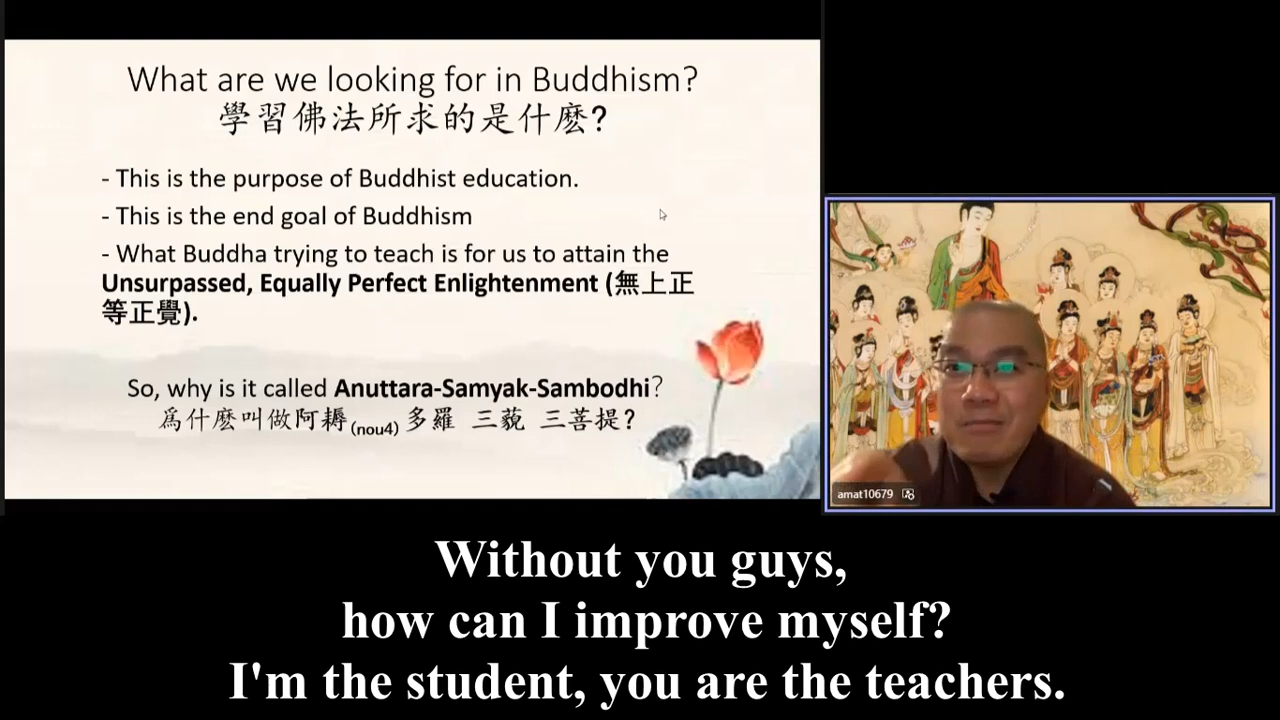 What are we looking for in Buddhism?
學習佛法所求的是什麽?
- This is the purpose of Buddhist education.
- This is the end goal of Buddhism
- What Buddha trying to teach is for us to attain the
Unsurpassed, Equally Perfect Enlightenment (無上正
等正覺).
So, why is it called Anuttara-Samyak-Sambodhi?
爲什麽叫做阿耨(nou4) 多羅 三藐 三菩提?
amat10679
Without you guys,
how can I improve myself?
I'm the student, you are the teachers.